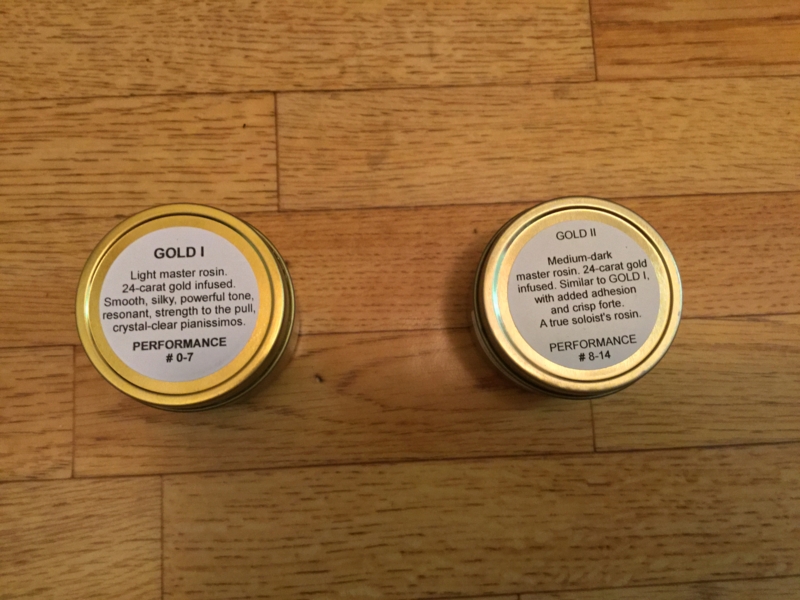 GOLD I
Light master rosin.
24-carat gold infused.
Smooth, silky, powerful tone,
resonant, strength to the pull,
crystal-clear pianissimos.
PERFORMANCE
# 0-7
GOLD II
Medium-dark
master rosin. 24-carat gold
infused. Similar to GOLD I,
with added adhesion
and crisp forte.
A true soloist's rosin.
PERFORMANCE
# 8-14